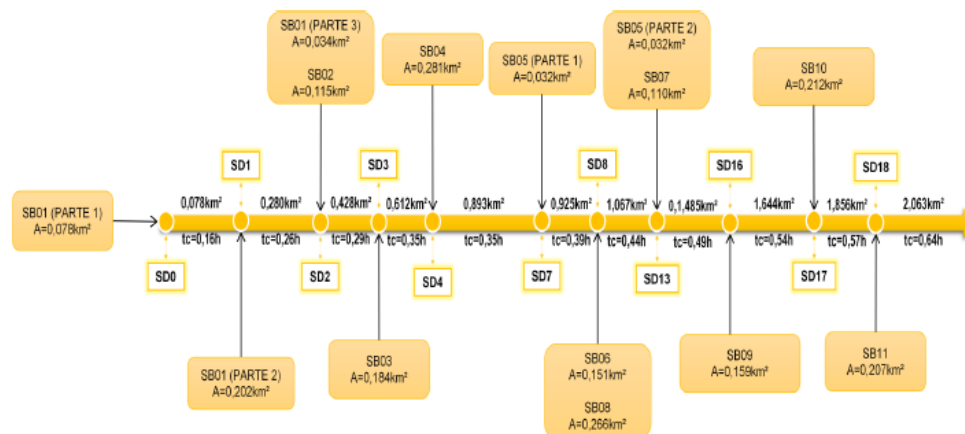 SB01 (PARTE 3)
A=0,034km²
SB02
A=0,115km²
SB04
A=0,281km²
SB05 (PARTE 1)
A=0,032km²
SB05 (PARTE 2)
A=0,032km²
SB07
A=0,110km²
SB10
A=0,212km²
SD1
SD3
SD8
SD16
SD18
SB01 (PARTE 1)
A=0,078km²
0,078km²
0,280km²
0,428km²
0,612km²
0,893km²
0,925km²
1,067km²
0,1,485km²
1,644km²
1,856km²
2,063km²
tc=0,16h
tc=0,26h
tc=0,29h
tc=0,35h
tc=0,35h
tc=0,39h
tc=0,44h
tc=0,49h
tc=0,54h
tc=0,57h
tc=0,64h
SD0
SD2
SD4
SD7
SD13
SD17
SB01 (PARTE 2)
A=0,202km²
SB03
A=0,184km²
SB06
A=0,151km²
SB08
A=0,266km²
SB09
A=0,159km²
SB11
A=0,207km²